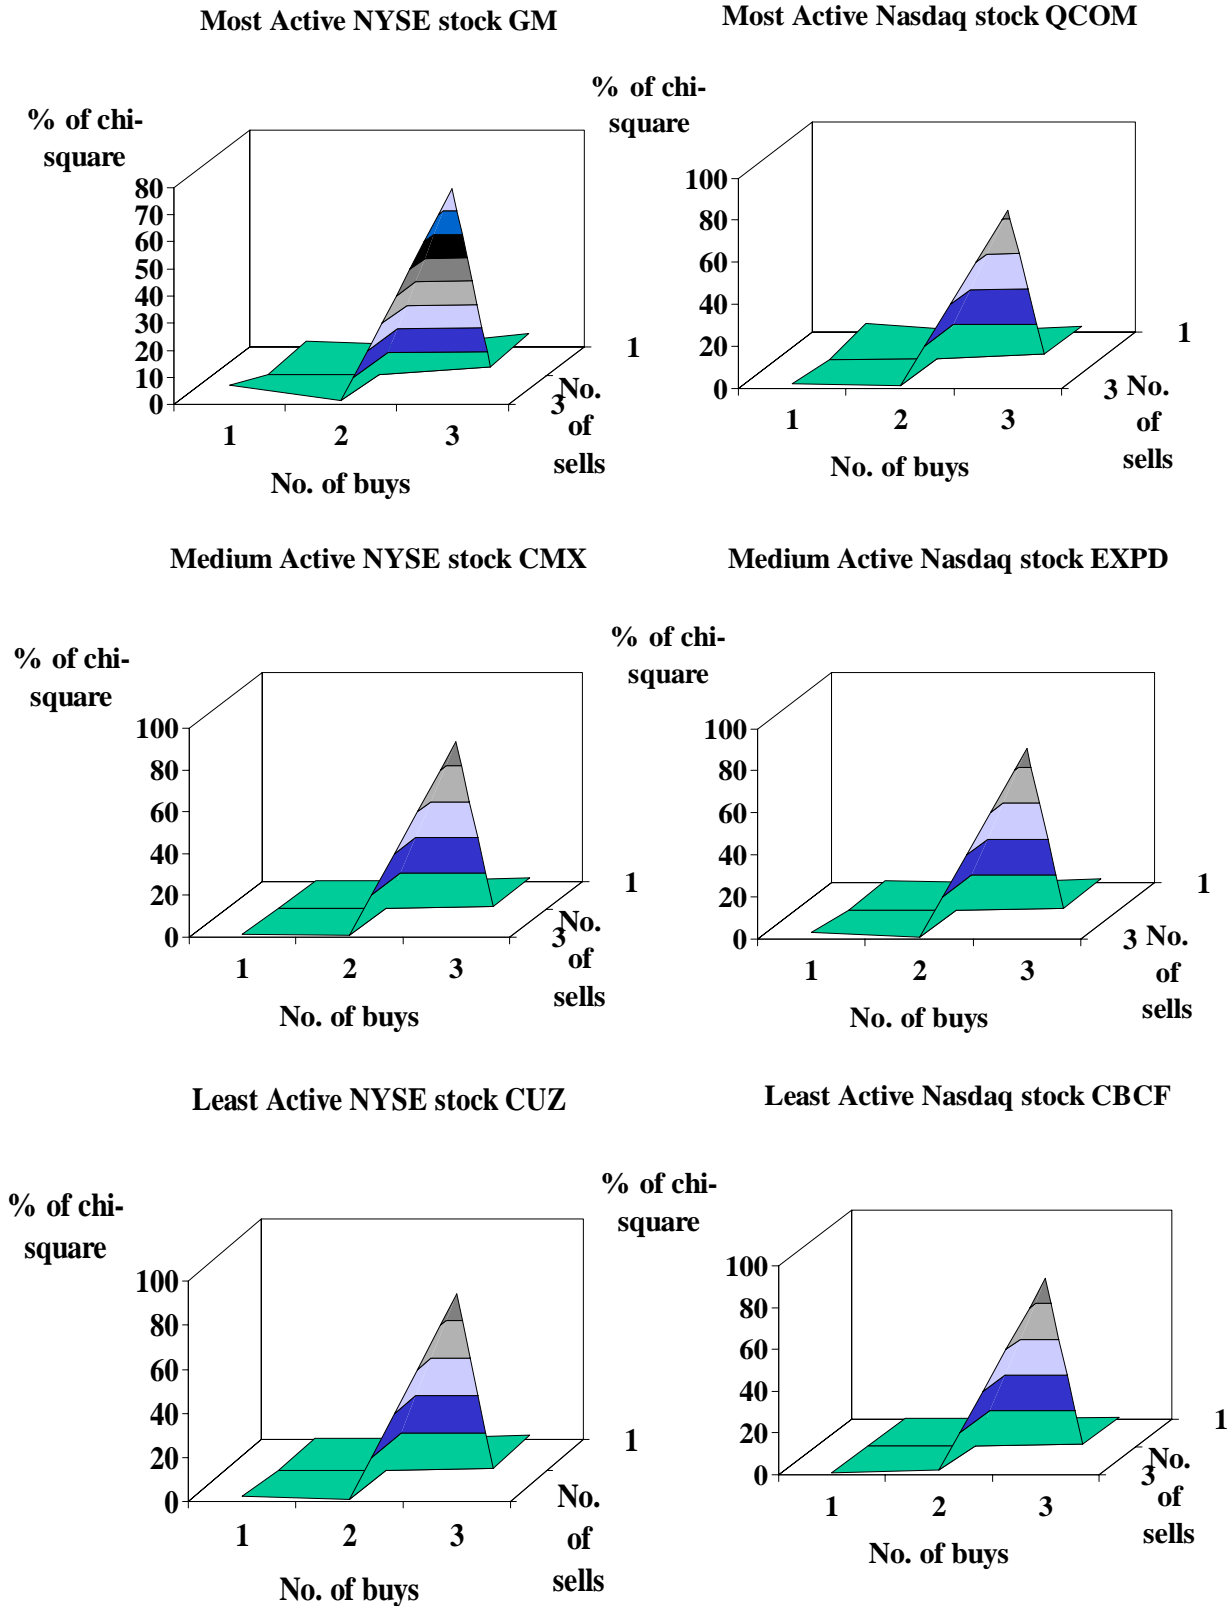 Most Active NYSE stock GM
% of chi-
square
80
70
60
50
40
30
20
10
0
1
2
3
No. of buys
1
3
No.
of
sells
Most Active Nasdaq stock QCOM
% of chi-
square
100
80
60
40
20
0
1
2
3
No. of buys
1
3
No.
of
sells
Medium Active NYSE stock CMX
% of chi-
square
100
80
60
40
20
0
1
2
3
No. of buys
1
3
No.
of
sells
Medium Active Nasdaq stock EXPD
% of chi-
square
100
80
60
40
20
0
1
2
3
No. of buys
1
3
No.
of
sells
Least Active NYSE stock CUZ
% of chi-
square
100
80
60
40
20
0
1
2
3
No. of buys
1
No.
of
sells
Least Active Nasdaq stock CBCF
% of chi-
square
100
80
60
40
20
0
1
2
3
No. of buys
1
3
No.
of
sells